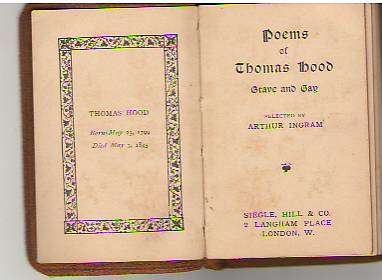 THOMAS HOOD
Born May 23, 1799
Died May 3, 1845
Poems
of
Thomas Hood
Grave and Gay
SELECTED BY
ARTHUR INGRAM
SIEGLE, HILL & CO.
2 LANGHAM PLACE
LONDON, W.